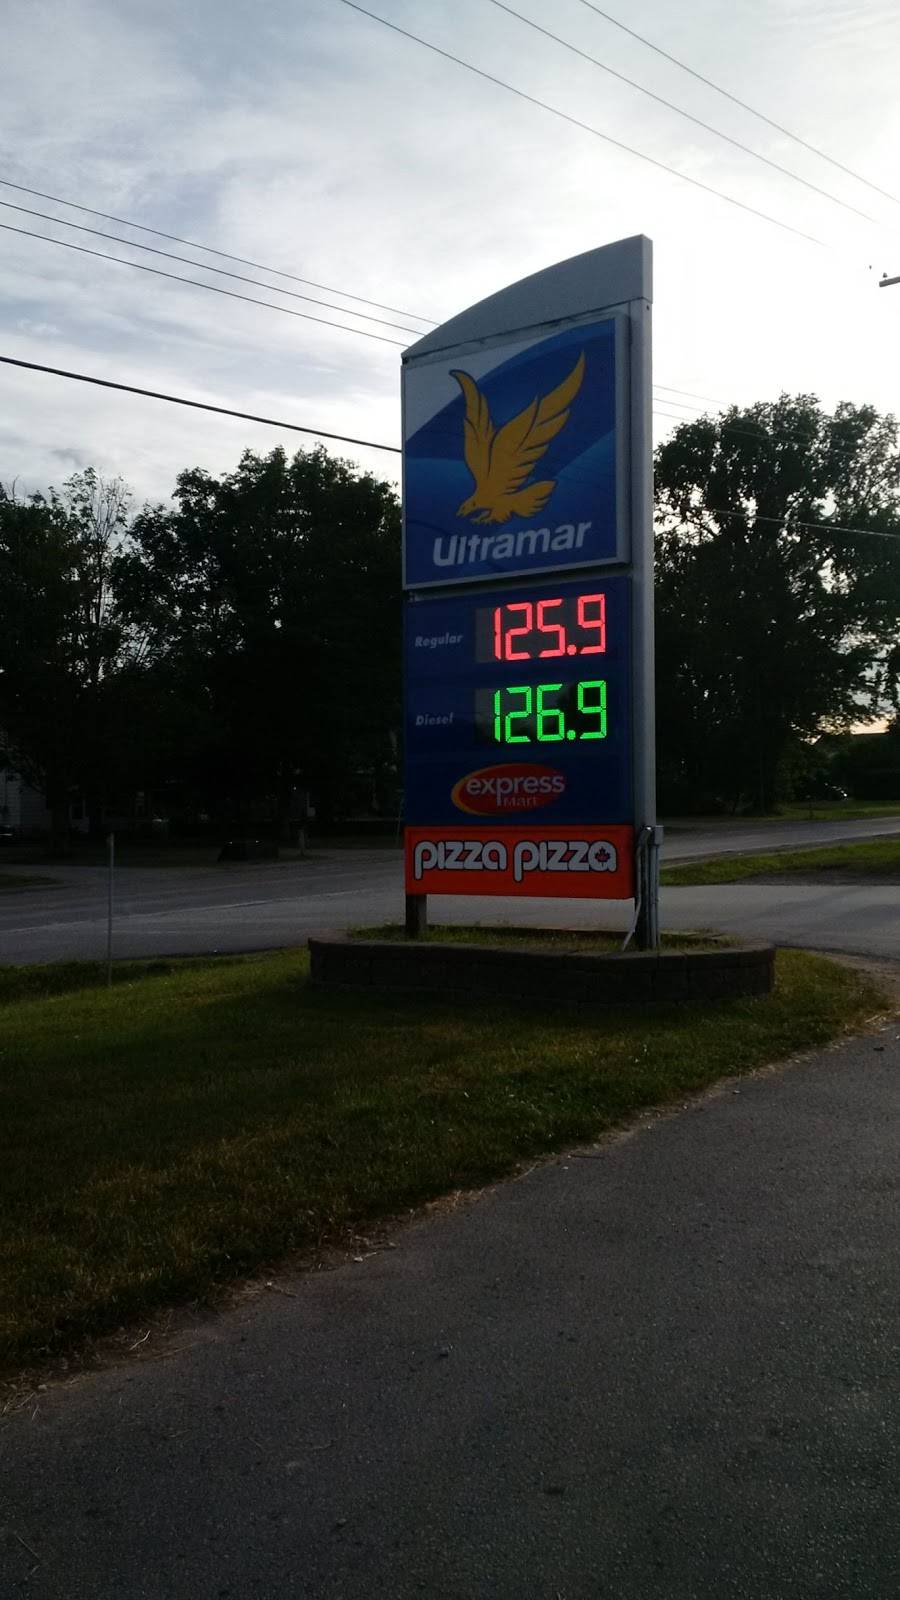 Ultramar
Regular 125.9
Diesel 126.9
express
Mart
pizza pizza